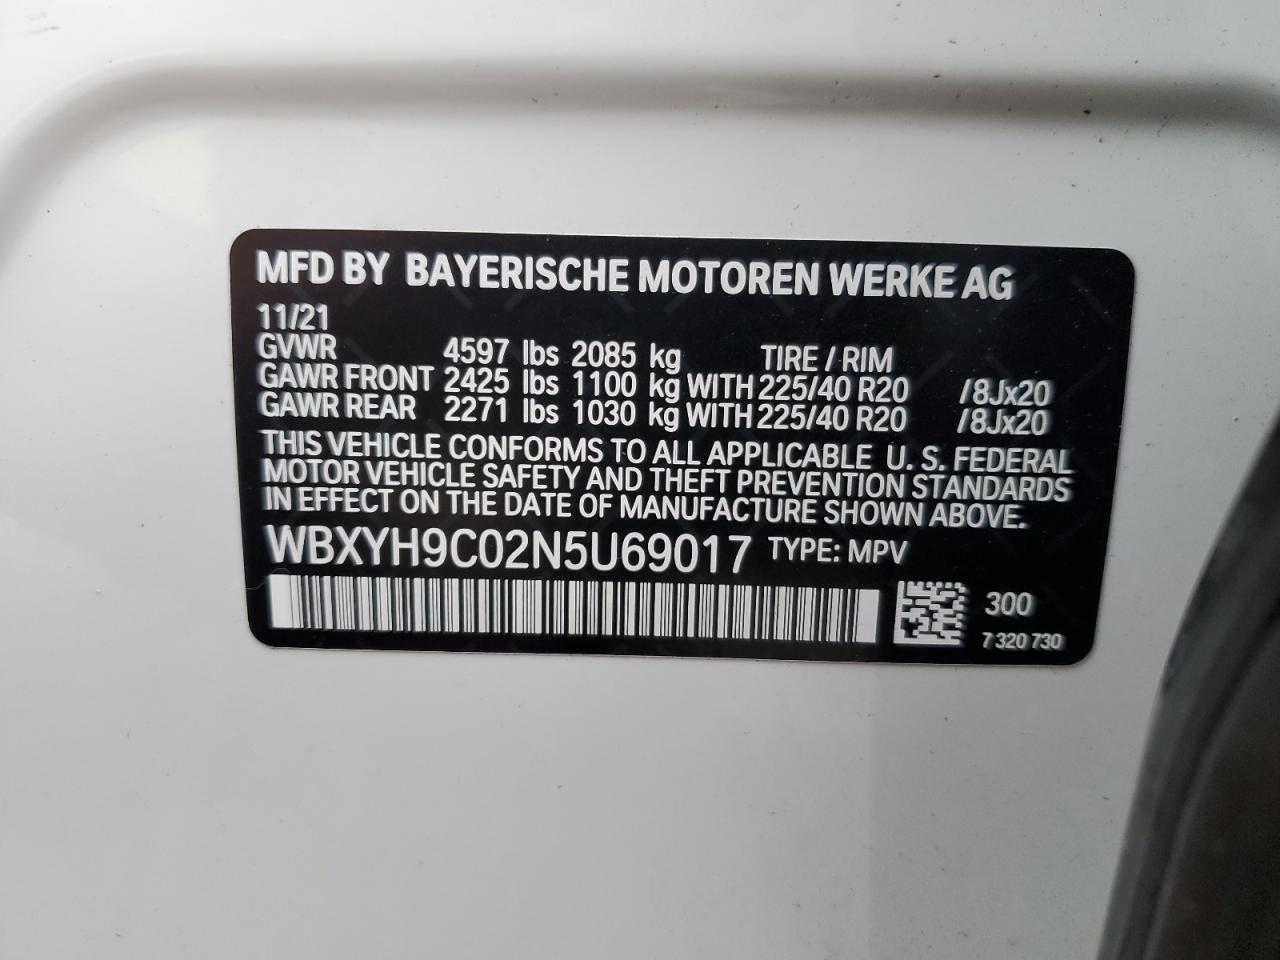 MFD BY BAYERISCHE MOTOREN WERKE AG
11/21
GVWR 4597 lbs 2085 kg TIRE / RIM
GAWR FRONT 2425 lbs 1100 kg WITH 225/40 R20 /8Jx20
GAWR REAR 2271 lbs 1030 kg WITH 225/40 R20 /8Jx20
THIS VEHICLE CONFORMS TO ALL APPLICABLE U. S. FEDERAL
MOTOR VEHICLE SAFETY AND THEFT PREVENTION STANDARDS
IN EFFECT ON THE DATE OF MANUFACTURE SHOWN ABOVE.
WBXYH9C02N5U69017 TYPE: MPV
300
7 320 730